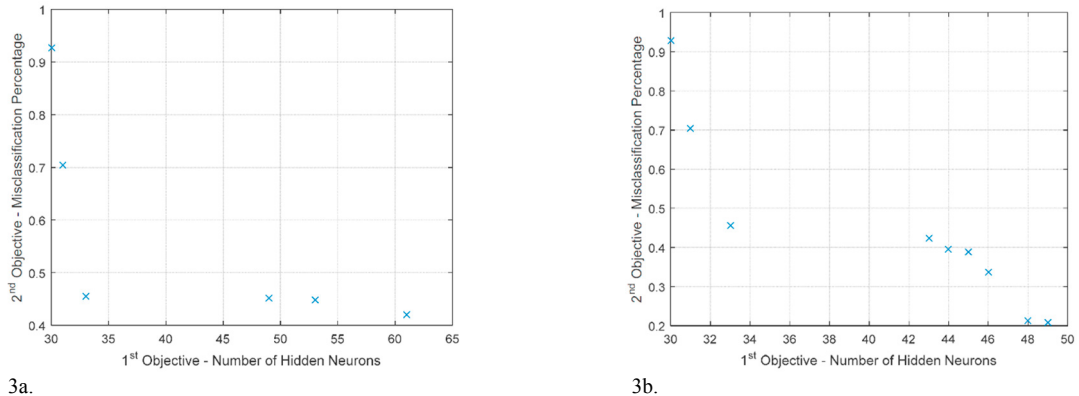 1
0.9
0.8
0.7
0.6
0.5
0.4
30 35 40 45 50 55 60 65
2nd Objective - Misclassification Percentage
1st Objective - Number of Hidden Neurons
3a.
1
0.9
0.8
0.7
0.6
0.5
0.4
0.3
0.2
30 32 34 36 38 40 42 44 46 48 50
2nd Objective - Misclassification Percentage
1st Objective - Number of Hidden Neurons
3b.